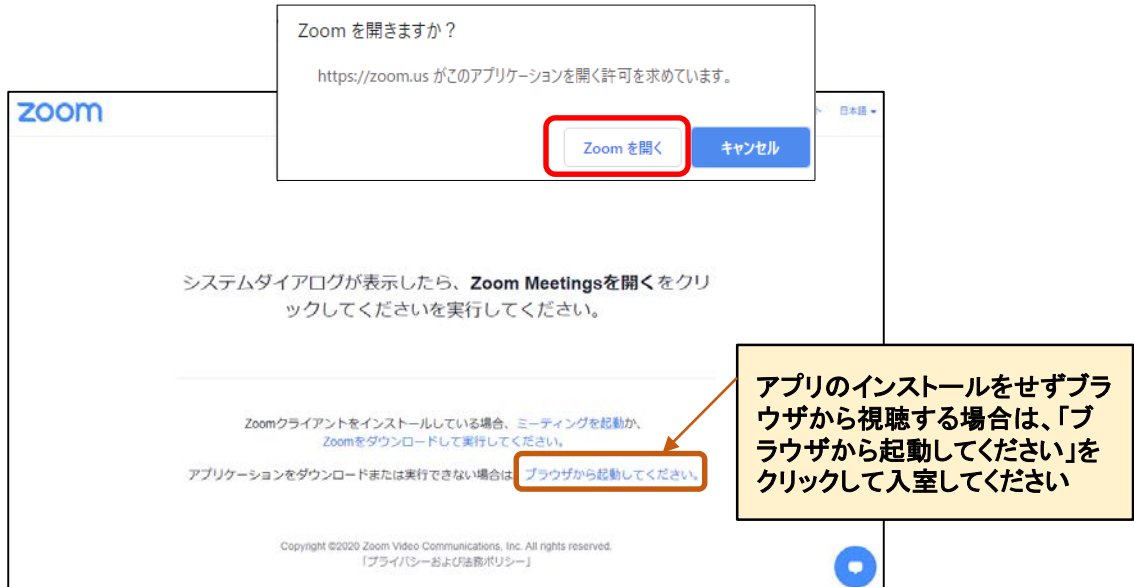 Zoom を開きますか？
https://zoom.us がこのアプリケーションを開く許可を求めています。
Zoom を開く
キャンセル
zoom
日本語
システムダイアログが表示したら、Zoom Meetingsを開くをクリ
ックしてくださいを実行してください。
Zoomクライアントをインストールしている場合、ミーティングを起動か、
Zoomをダウンロードして実行してください。
アプリケーションをダウンロードまたは実行できない場合は
ブラウザから起動してください。
アプリのインストールをせずブラ
ウザから視聴する場合は、「ブ
ラウザから起動してください」を
クリックして入室してください
Copyright ©2020 Zoom Video Communications, Inc. All rights reserved.
「プライバシーおよび法務ポリシー」